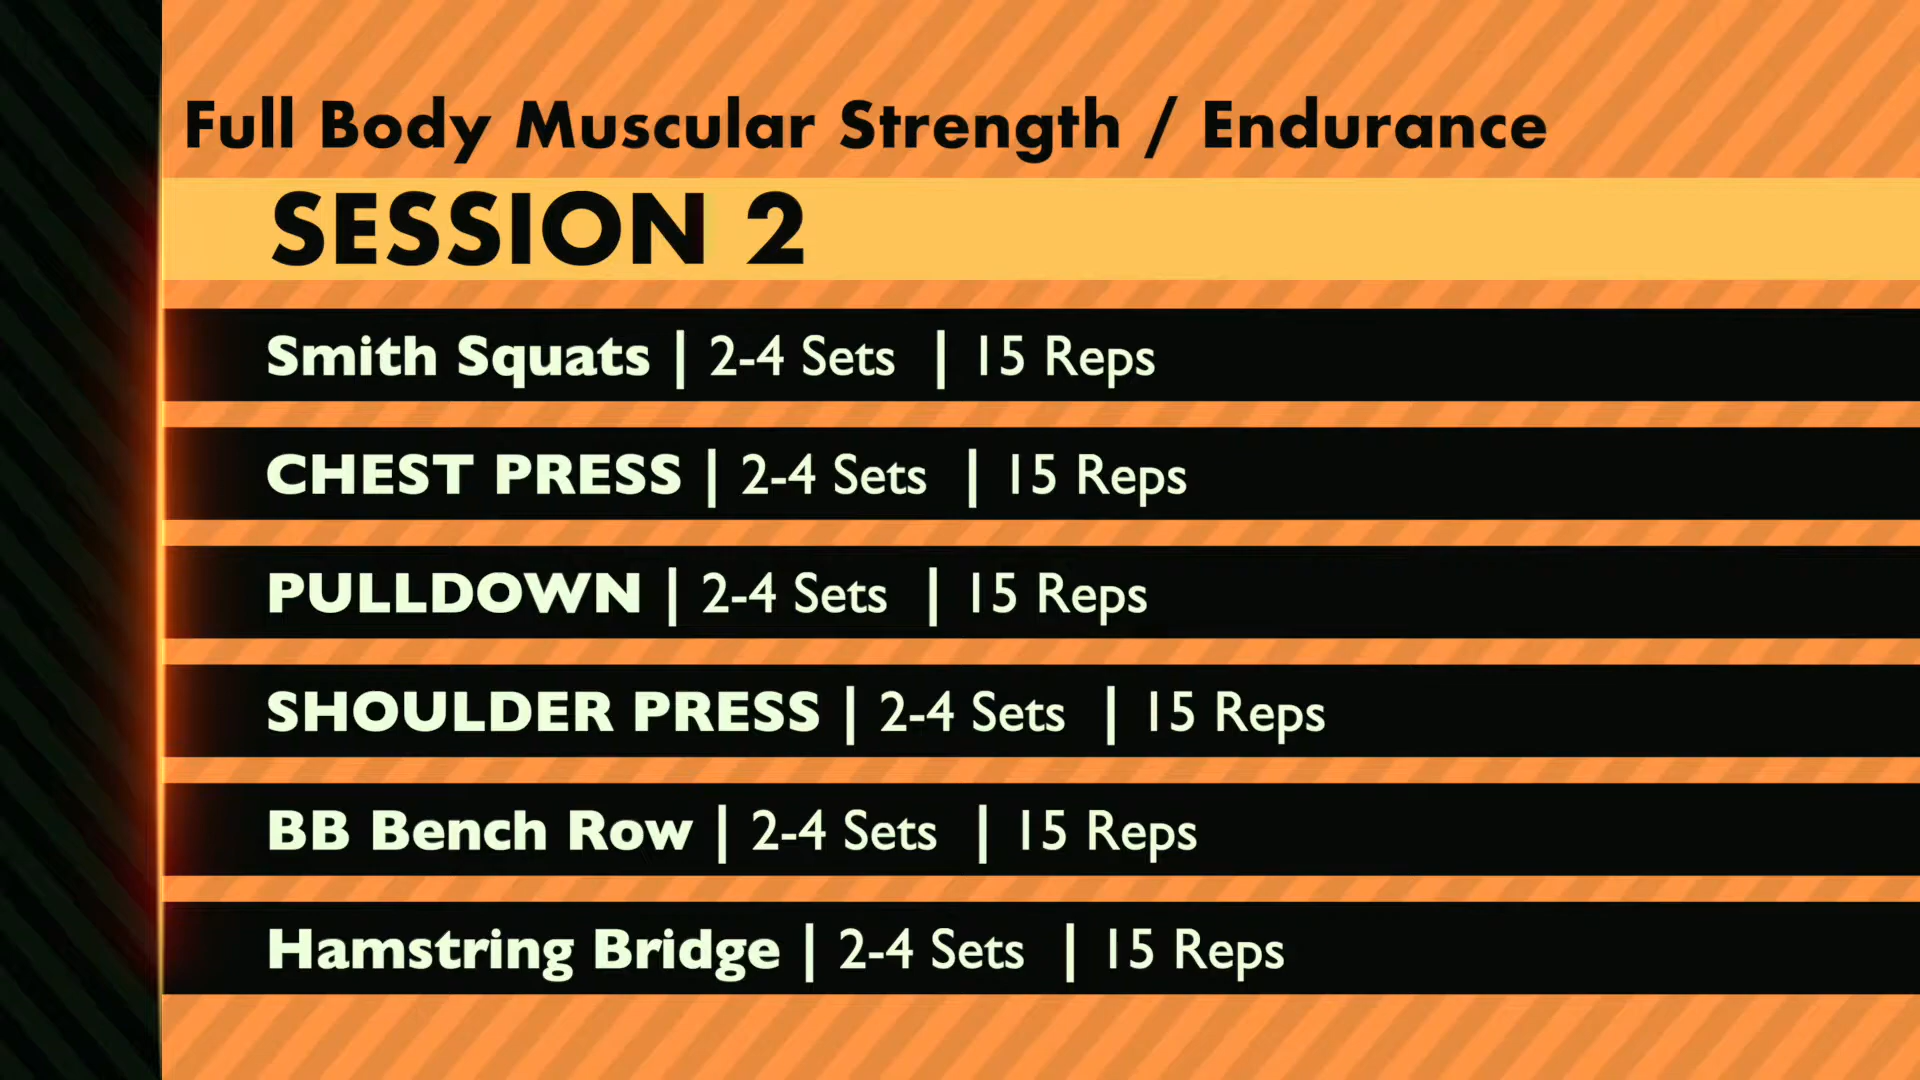 Full Body Muscular Strength / Endurance
SESSION 2
Smith Squats | 2-4 Sets | 15 Reps
CHEST PRESS | 2-4 Sets | 15 Reps
PULLDOWN | 2-4 Sets | 15 Reps
SHOULDER PRESS | 2-4 Sets | 15 Reps
BB Bench Row | 2-4 Sets | 15 Reps
Hamstring Bridge | 2-4 Sets | 15 Reps